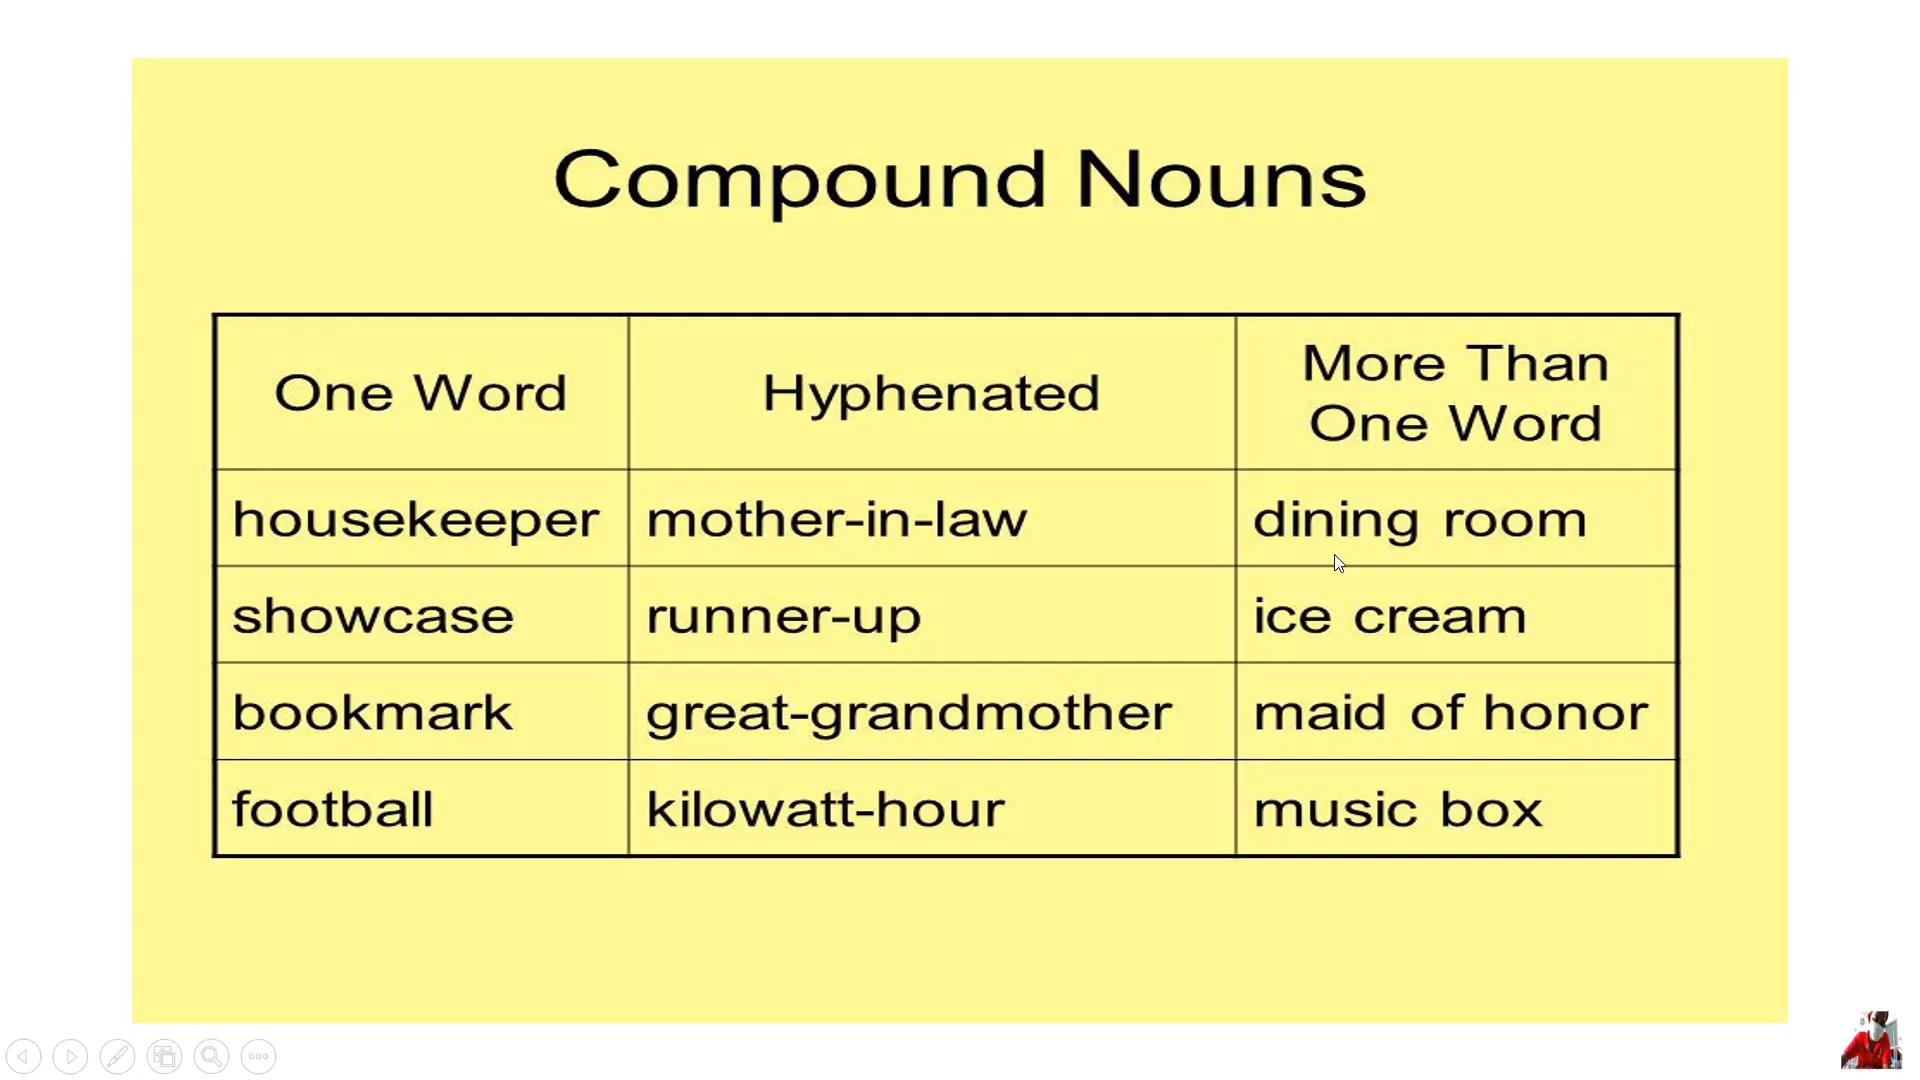 Compound Nouns
One Word Hyphenated More Than One Word
housekeeper mother-in-law dining room
showcase runner-up ice cream
bookmark great-grandmother maid of honor
football kilowatt-hour music box